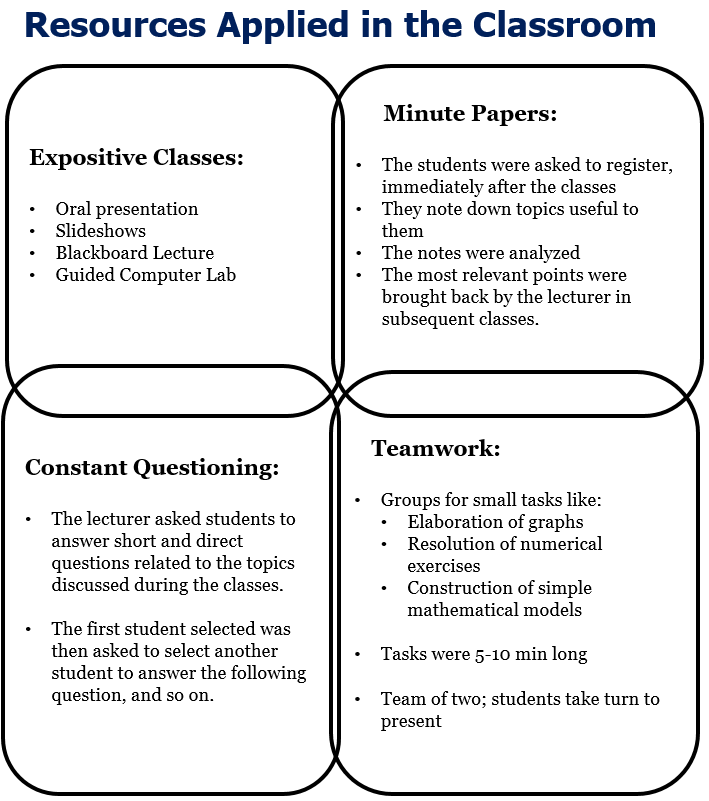 Resources Applied in the Classroom
Expositive Classes:
• Oral presentation
• Slideshows
• Blackboard Lecture
• Guided Computer Lab
Minute Papers:
• The students were asked to register,
immediately after the classes
• They note down topics useful to
them
• The notes were analyzed
• The most relevant points were
brought back by the lecturer in
subsequent classes.
Constant Questioning:
• The lecturer asked students to
answer short and direct
questions related to the topics
discussed during the classes.
• The first student selected was
then asked to select another
student to answer the following
question, and so on.
Teamwork:
• Groups for small tasks like:
• Elaboration of graphs
• Resolution of numerical
exercises
• Construction of simple
mathematical models
• Tasks were 5-10 min long
• Team of two; students take turn to
present